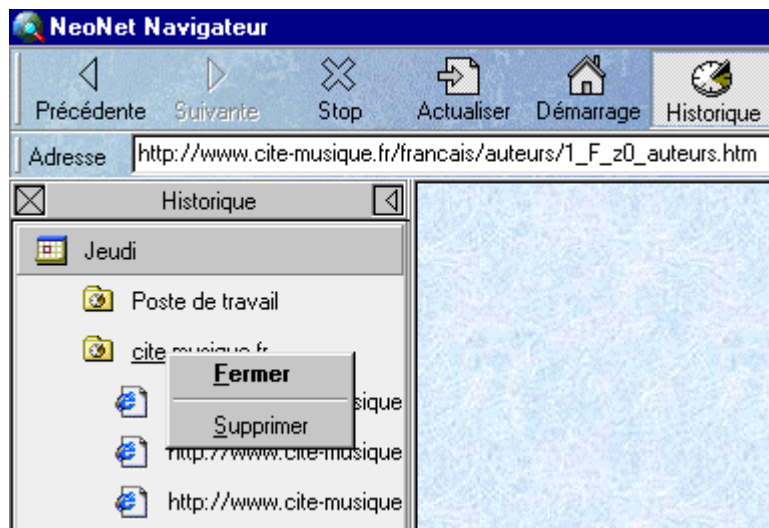 NeoNet Navigateur
Précédente Suivante Stop Actualiser Démarrage Historique
Adresse http://www.cite-musique.fr/francais/auteurs/1_F_z0_auteurs.htm
Historique
Jeudi
Poste de travail
cite-musique.fr
Fermer
sique
Supprimer
http://www.cite-musique
http://www.cite-musique